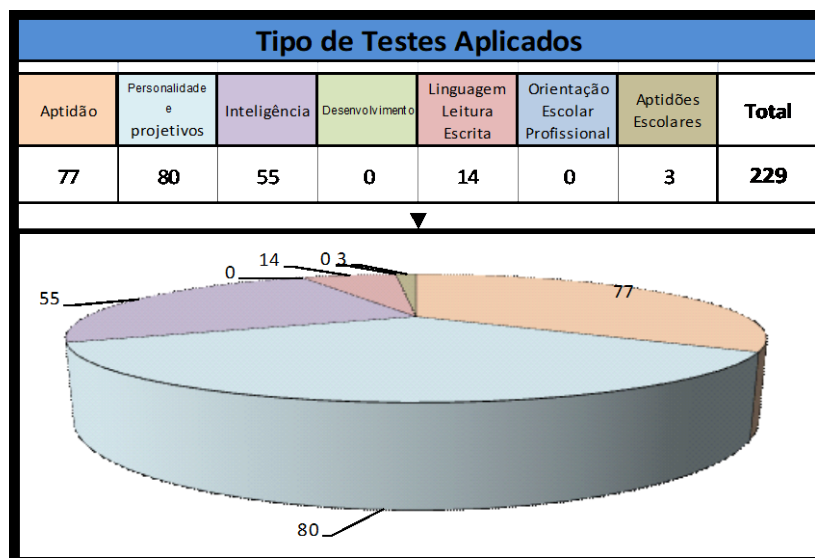 Tipo de Testes Aplicados
Aptidão
Personalidade
e
projetivos
Inteligência
Desenvolvimento
Linguagem
Leitura
Escrita
Orientação
Escolar
Profissional
Aptidões
Escolares
Total
77
80
55
0
14
0
3
229
14
0 3
0
77
55
80